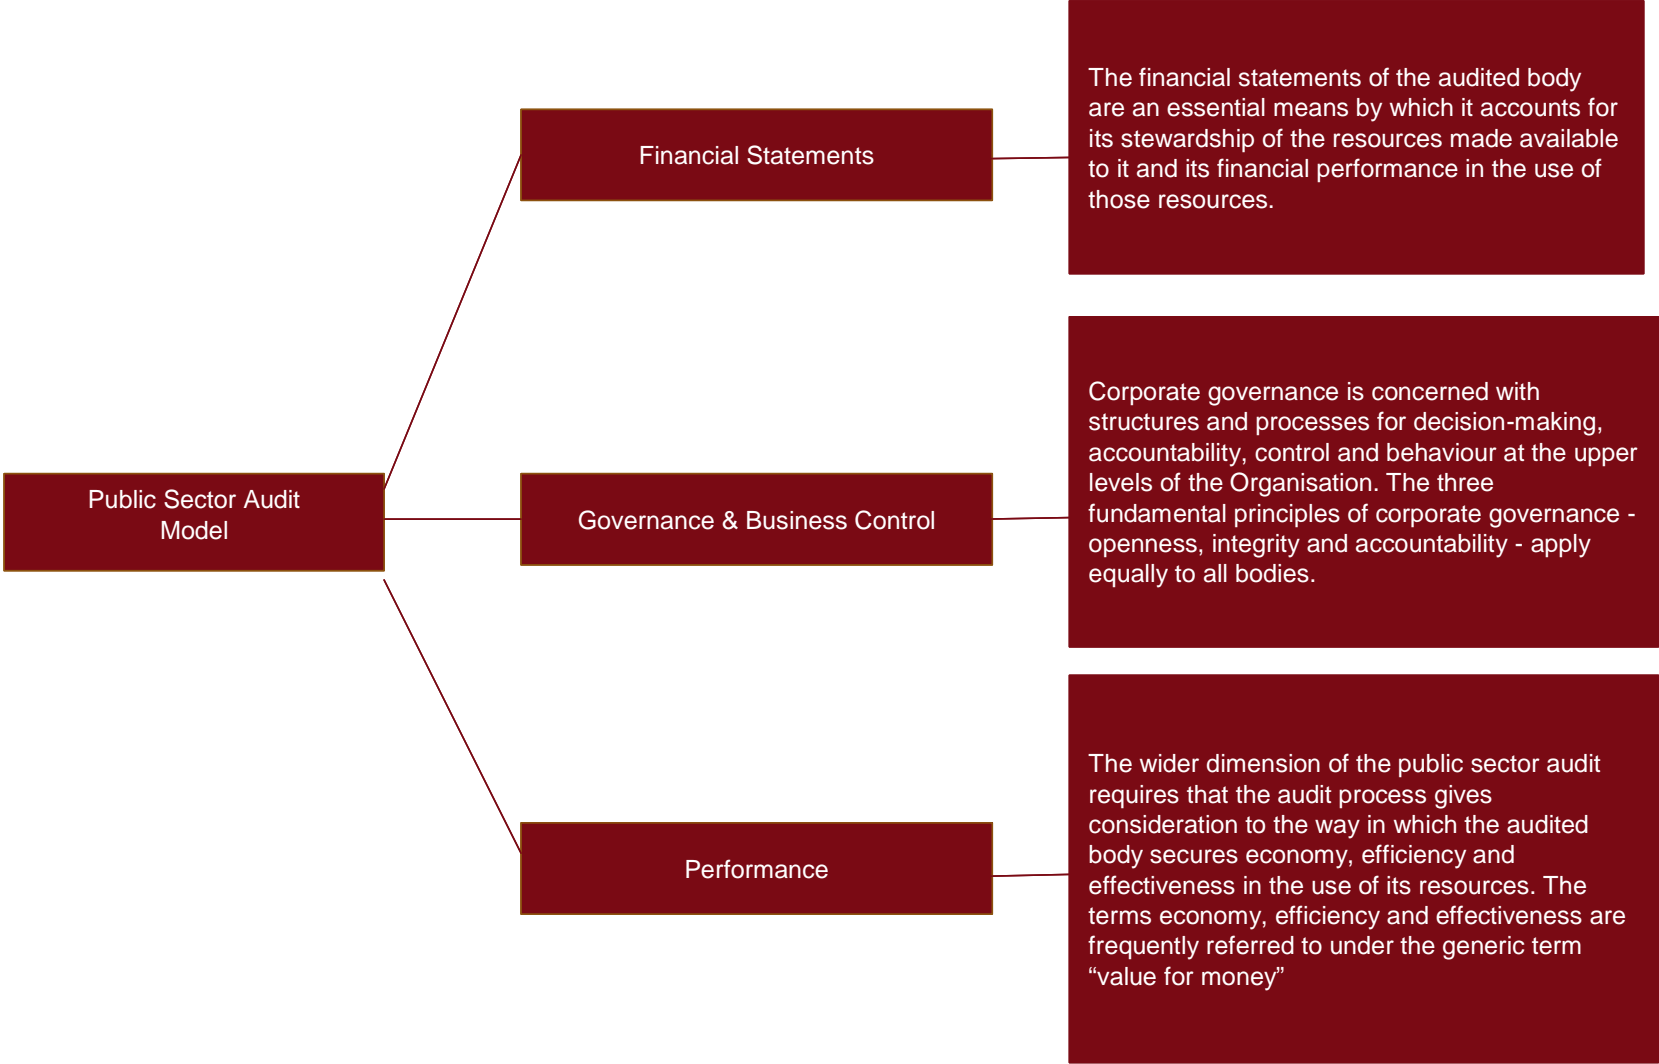 Public Sector Audit
Model
Financial Statements
The financial statements of the audited body
are an essential means by which it accounts for
its stewardship of the resources made available
to it and its financial performance in the use of
those resources.
Governance & Business Control
Corporate governance is concerned with
structures and processes for decision-making,
accountability, control and behaviour at the upper
levels of the Organisation. The three
fundamental principles of corporate governance -
openness, integrity and accountability - apply
equally to all bodies.
Performance
The wider dimension of the public sector audit
requires that the audit process gives
consideration to the way in which the audited
body secures economy, efficiency and
effectiveness in the use of its resources. The
terms economy, efficiency and effectiveness are
frequently referred to under the generic term
“value for money”